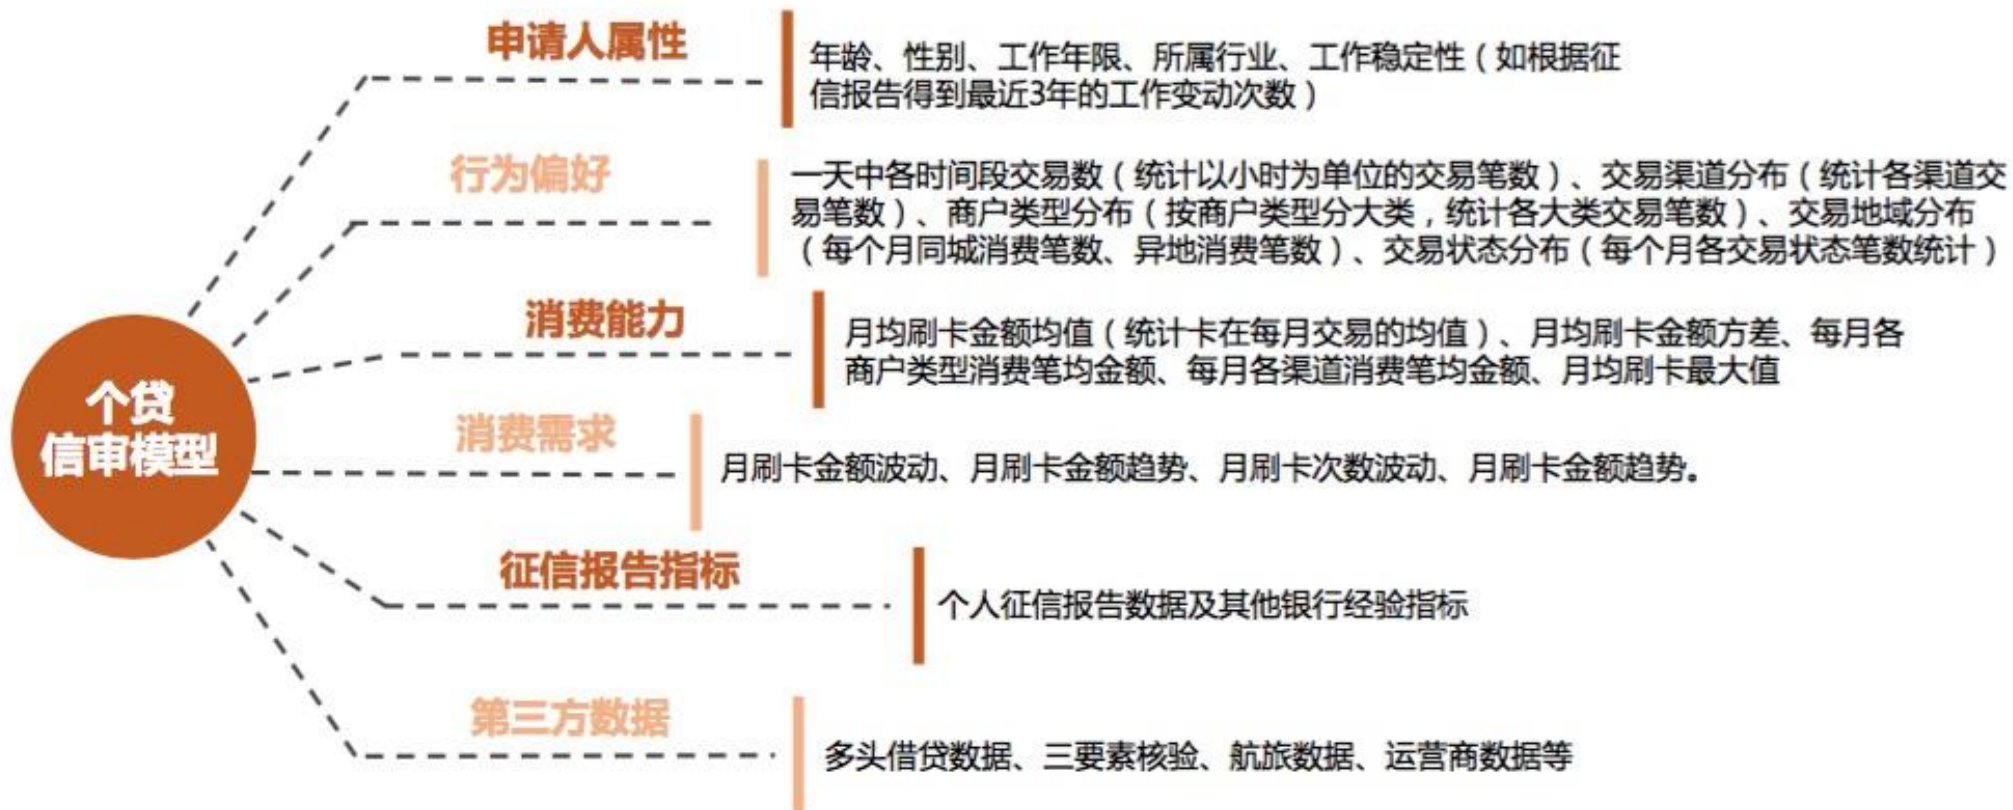 申请人属性
年龄、性别、工作年限、所属行业、工作稳定性（如根据征
信报告得到最近3年的工作变动次数）
行为偏好
一天中各时间段交易数（统计以小时为单位的交易笔数）、交易渠道分布（统计各渠道交
易笔数）、商户类型分布（按商户类型分大类，统计各大类交易笔数）、交易地域分布
（每个月同城消费笔数、异地消费笔数）、交易状态分布（每个月各交易状态笔数统计）
消费能力
月均刷卡金额均值（统计卡在每月交易的均值）、月均刷卡金额方差、每月各
商户类型消费笔均金额、每月各渠道消费笔均金额、月均刷卡最大值
个贷
信审模型
消费需求
月刷卡金额波动、月刷卡金额趋势、月刷卡次数波动、月刷卡金额趋势。
征信报告指标
个人征信报告数据及其他银行经验指标
第三方数据
多头借贷数据、三要素核验、航旅数据、运营商数据等